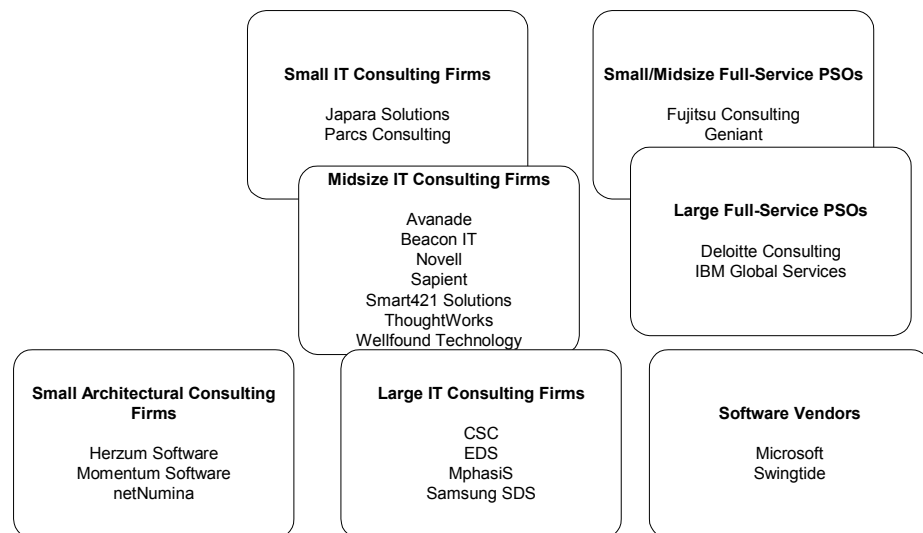 Small IT Consulting Firms
Japara Solutions
Parcs Consulting
Small/Midsize Full-Service PSOs
Fujitsu Consulting
Geniant
Midsize IT Consulting Firms
Avanade
Beacon IT
Novell
Sapient
Smart421 Solutions
ThoughtWorks
Wellfound Technology
Large Full-Service PSOs
Deloitte Consulting
IBM Global Services
Small Architectural Consulting
Firms
Herzum Software
Momentum Software
netNumina
Large IT Consulting Firms
CSC
EDS
MphasiS
Samsung SDS
Software Vendors
Microsoft
Swingtide